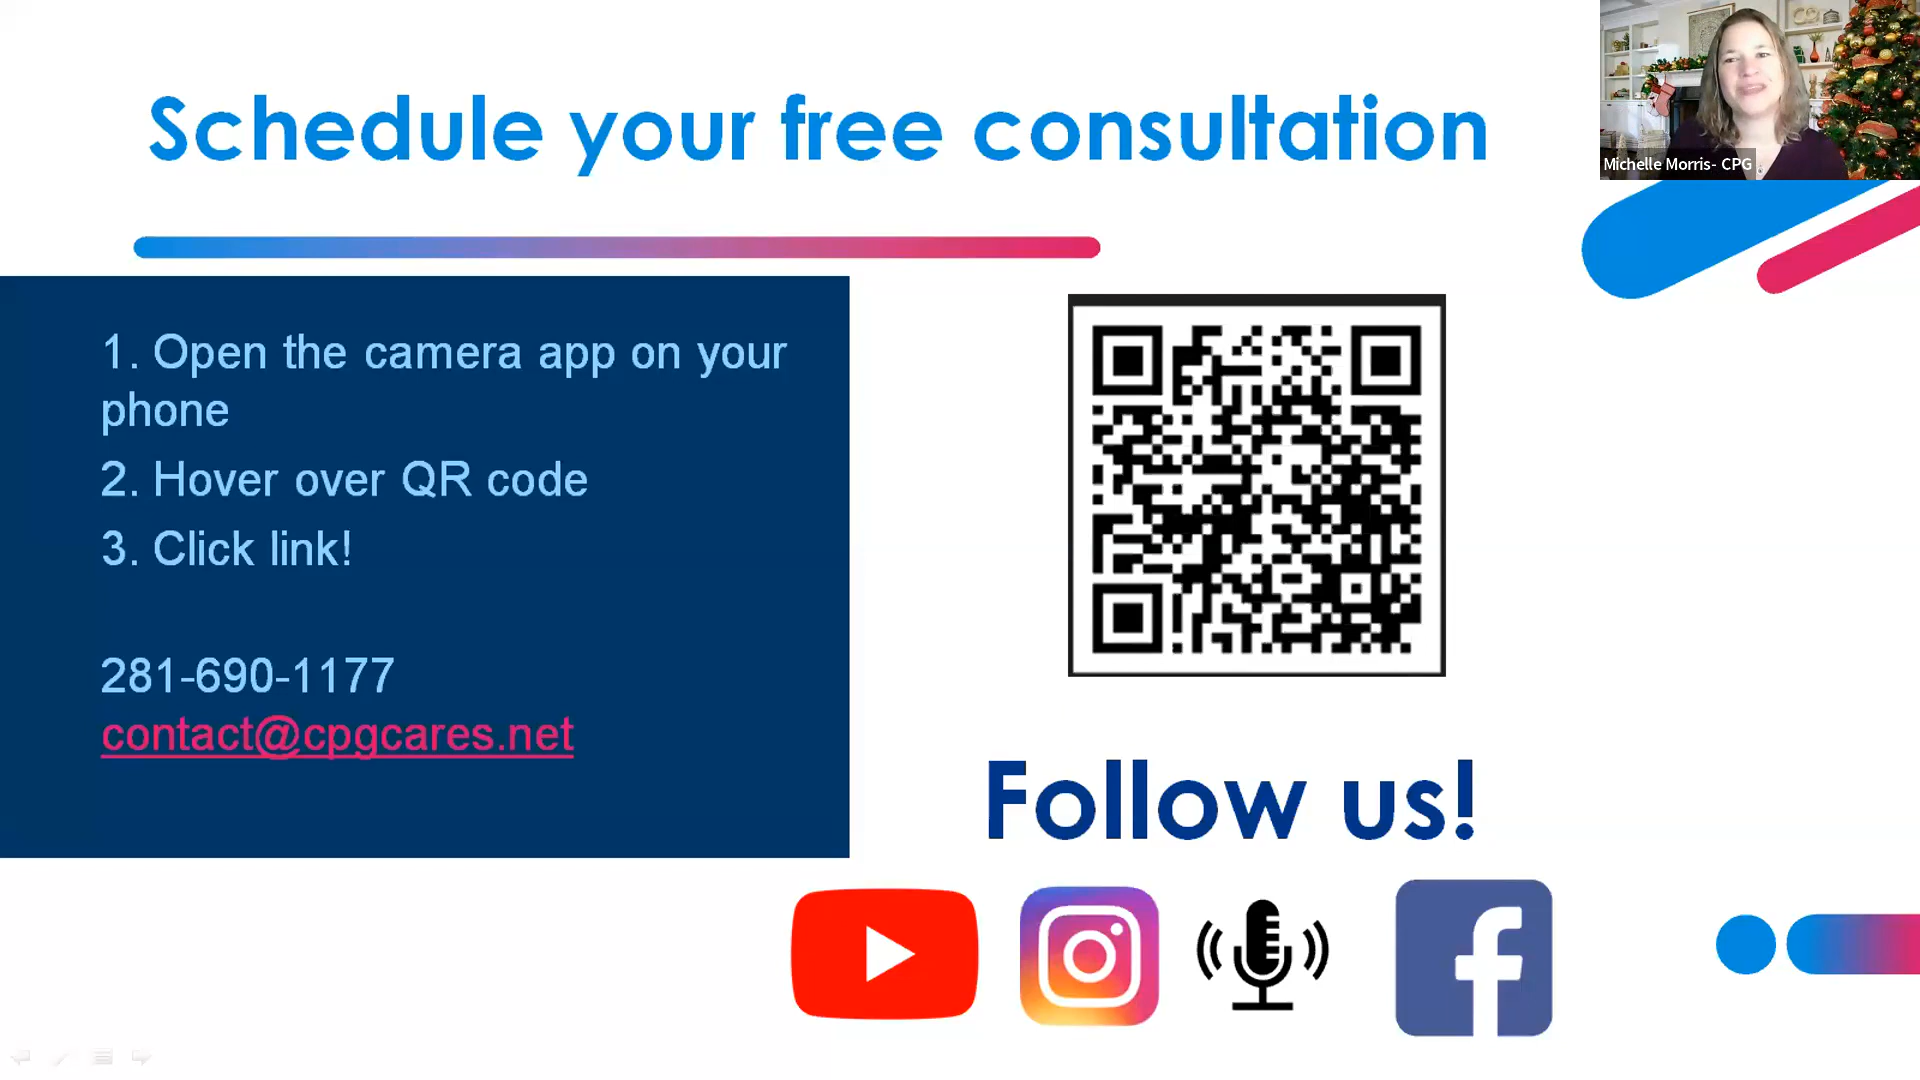 Schedule your free consultation
Michelle Morris- CPG
1. Open the camera app on your
phone
2. Hover over QR code
3. Click link!
281-690-1177
contact@cpgcares.net
Follow us!